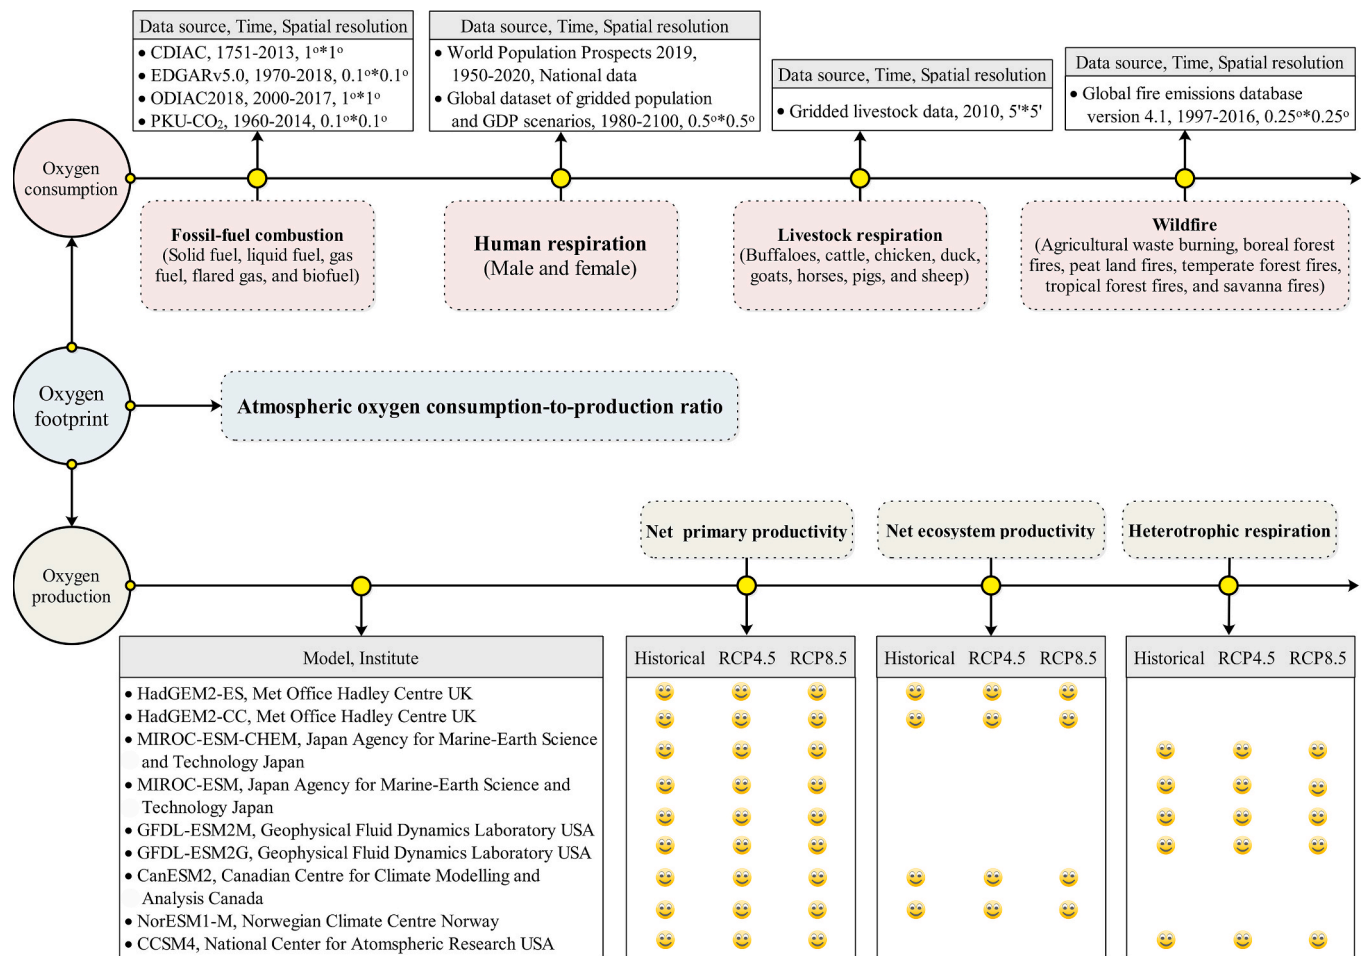 Data source, Time, Spatial resolution
• CDIAC, 1751-2013, 1º*1º
• EDGARv5.0, 1970-2018, 0.1º*0.1º
• ODIAC2018, 2000-2017, 1º*1º
• PKU-CO₂, 1960-2014, 0.1º*0.1º
Data source, Time, Spatial resolution
• World Population Prospects 2019,
1950-2020, National data
• Global dataset of gridded population
and GDP scenarios, 1980-2100, 0.5º*0.5º
Data source, Time, Spatial resolution
• Gridded livestock data, 2010, 5'*5'
Data source, Time, Spatial resolution
• Global fire emissions database
version 4.1, 1997-2016, 0.25º*0.25º
Oxygen
consumption
Fossil-fuel combustion
(Solid fuel, liquid fuel, gas
fuel, flared gas, and biofuel)
Human respiration
(Male and female)
Livestock respiration
(Buffaloes, cattle, chicken, duck,
goats, horses, pigs, and sheep)
Wildfire
(Agricultural waste burning, boreal forest
fires, peat land fires, temperate forest fires,
tropical forest fires, and savanna fires)
Oxygen
footprint
Atmospheric oxygen consumption-to-production ratio
Net primary productivity
Net ecosystem productivity
Heterotrophic respiration
Oxygen
production
Model, Institute
• HadGEM2-ES, Met Office Hadley Centre UK
• HadGEM2-CC, Met Office Hadley Centre UK
• MIROC-ESM-CHEM, Japan Agency for Marine-Earth Science
and Technology Japan
• MIROC-ESM, Japan Agency for Marine-Earth Science and
Technology Japan
• GFDL-ESM2M, Geophysical Fluid Dynamics Laboratory USA
• GFDL-ESM2G, Geophysical Fluid Dynamics Laboratory USA
• CanESM2, Canadian Centre for Climate Modelling and
Analysis Canada
• NorESM1-M, Norwegian Climate Centre Norway
• CCSM4, National Center for Atomspheric Research USA
Historical RCP4.5 RCP8.5
Historical RCP4.5 RCP8.5
Historical RCP4.5 RCP8.5